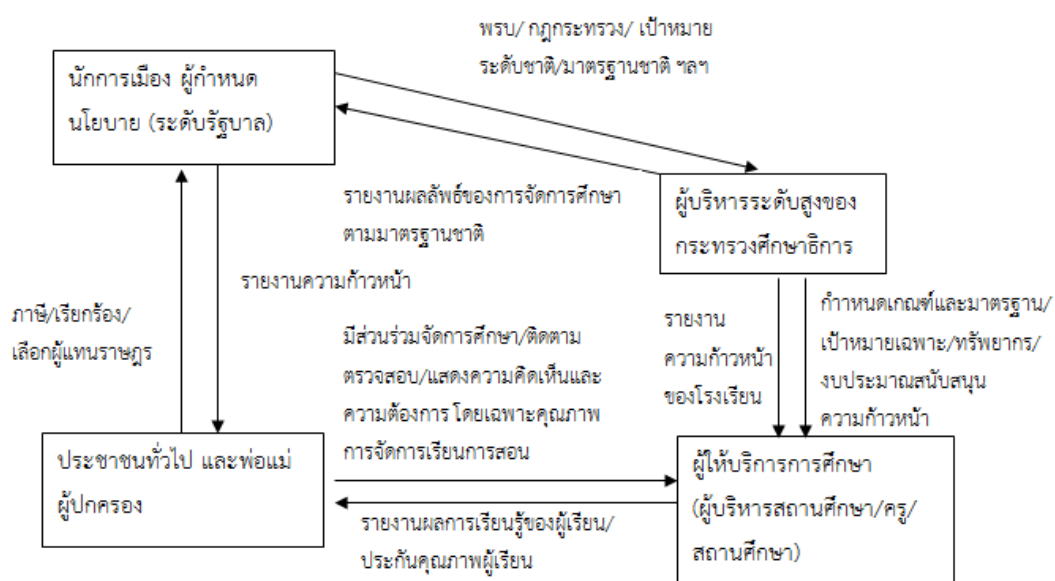 พรบ/ กฎกระทรวง/ เป้าหมาย
ระดับชาติ/มาตรฐานชาติ ฯลฯ
นักการเมือง ผู้กำหนด
นโยบาย (ระดับรัฐบาล)
รายงานผลลัพธ์ของการจัดการศึกษา
ตามมาตรฐานชาติ
ผู้บริหารระดับสูงของ
กระทรวงศึกษาธิการ
รายงานความก้าวหน้า
ภาษี/เรียกร้อง/
เลือกผู้แทนราษฎร
มีส่วนร่วมจัดการศึกษา/ติดตาม
ตรวจสอบ/แสดงความคิดเห็นและ
ความต้องการ โดยเฉพาะคุณภาพ
การจัดการเรียนการสอน
รายงาน
ความก้าวหน้า
ของโรงเรียน
กำาหนดเกณฑ์และมาตรฐาน/
เป้าหมายเฉพาะ/ทรัพยากร/
งบประมาณสนับสนุน
ความก้าวหน้า
ประชาชนทั่วไป และพ่อแม่
ผู้ปกครอง
ผู้ให้บริการการศึกษา
(ผู้บริหารสถานศึกษา/ครู/
สถานศึกษา)
รายงานผลการเรียนรู้ของผู้เรียน/
ประกันคุณภาพผู้เรียน